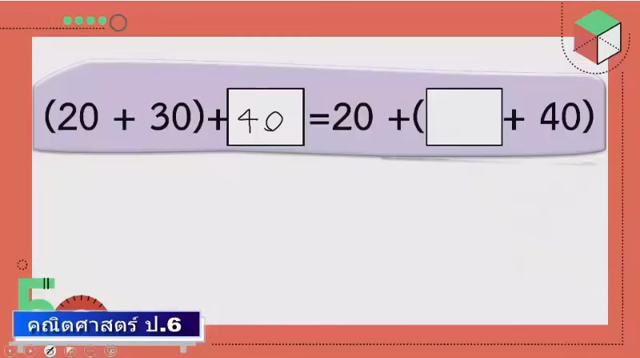 (20 + 30)+40=20 +( + 40)
คณิตศาสตร์ ป.6